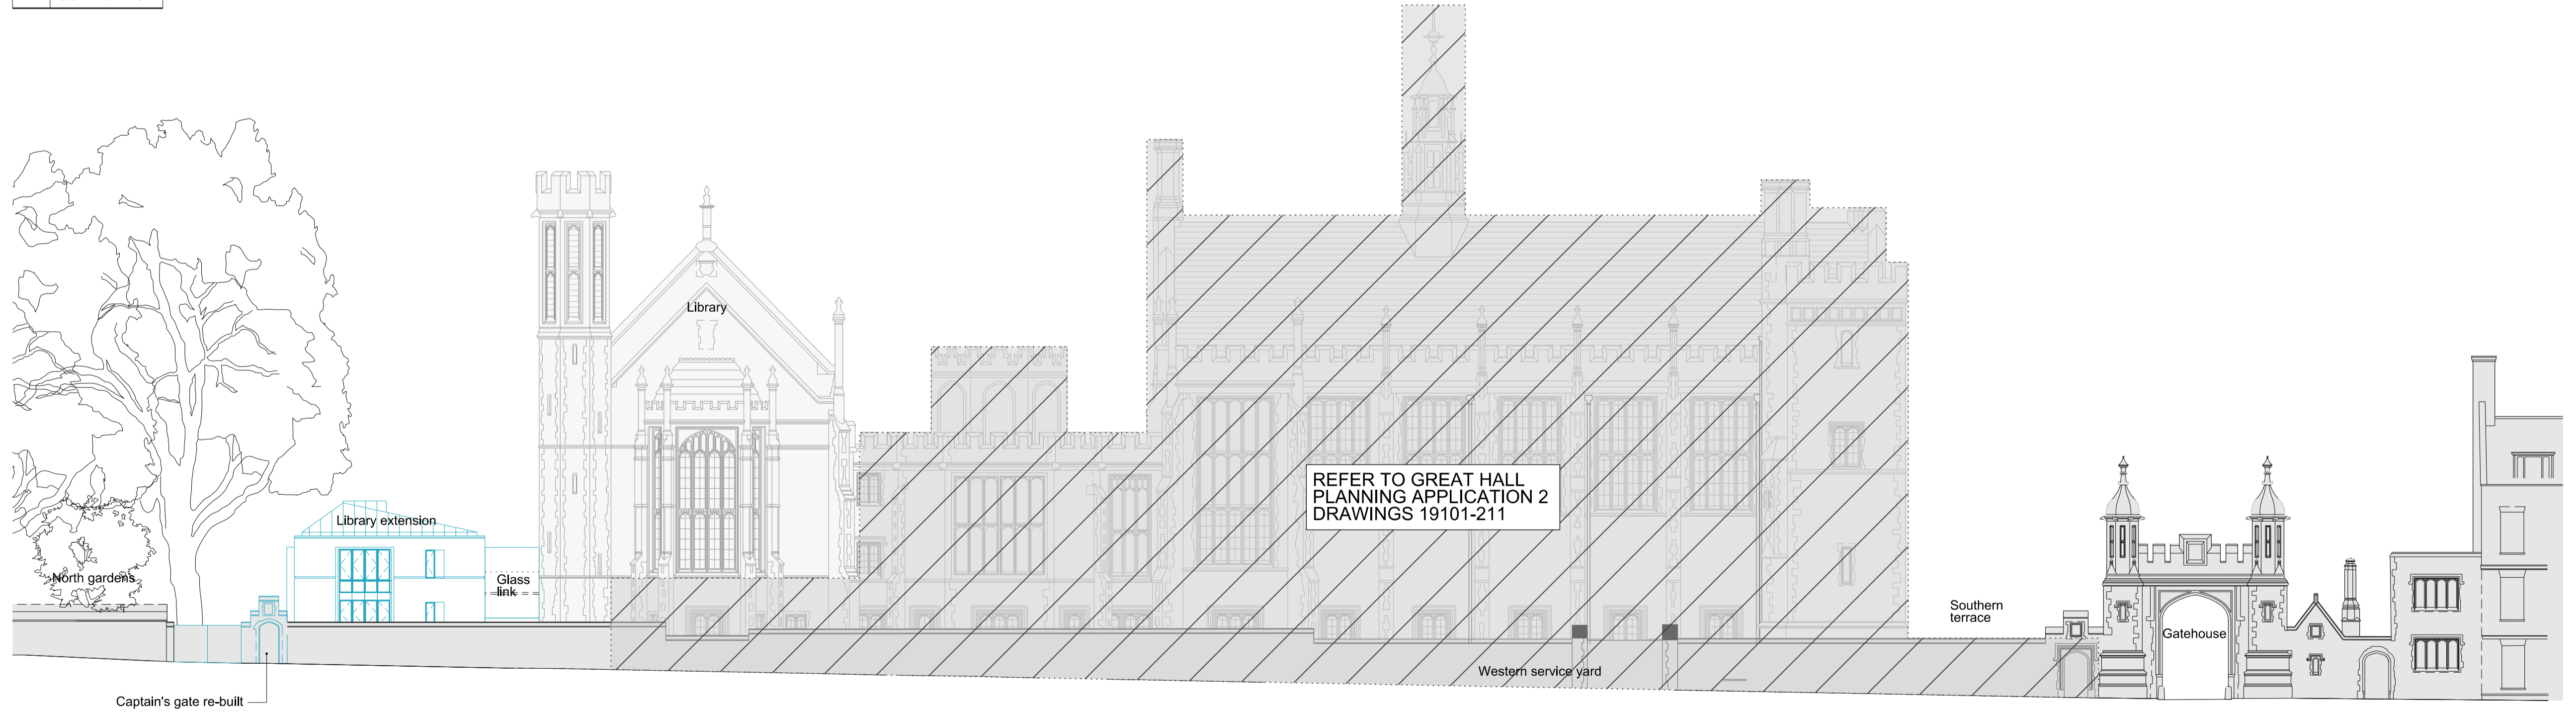 Library
REFER TO GREAT HALL
PLANNING APPLICATION 2
DRAWINGS 19101-211
Library extension
North gardens
Glass
link
Southern
terrace
Gatehouse
Western service yard
Captain's gate re-built